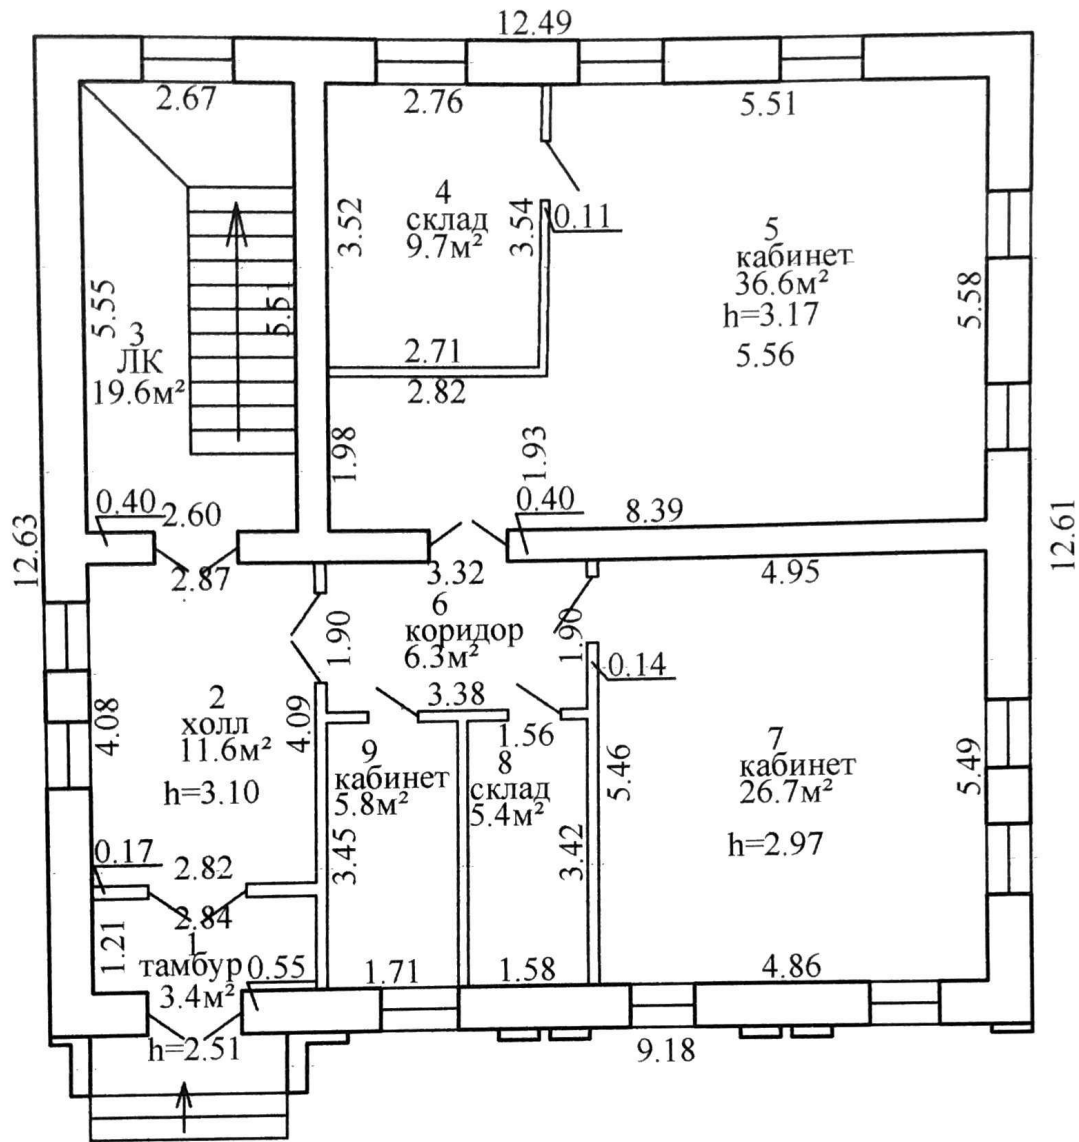 12.49
2.67
2.76
5.51
4
склад
9.7м²
3.52
3.54
0.11
5
кабинет
36.6м²
h=3.17
5.56
5.58
5.55
5.51
3
ЛК
19.6м²
2.71
2.82
1.98
1.93
0.40
2.60
0.40
8.39
12.63
12.61
2.87
3.32
4.95
6
коридор
6.3м²
1.90
1.90
0.14
3.38
1.56
2
холл
11.6м²
h=3.10
4.08
4.09
9
кабинет
5.8м²
8
склад
5.4м²
7
кабинет
26.7м²
h=2.97
5.46
5.49
3.45
3.42
0.17
2.82
2.84
1.21
1
тамбур
3.4м²
0.55
1.71
1.58
4.86
h=2.51
9.18